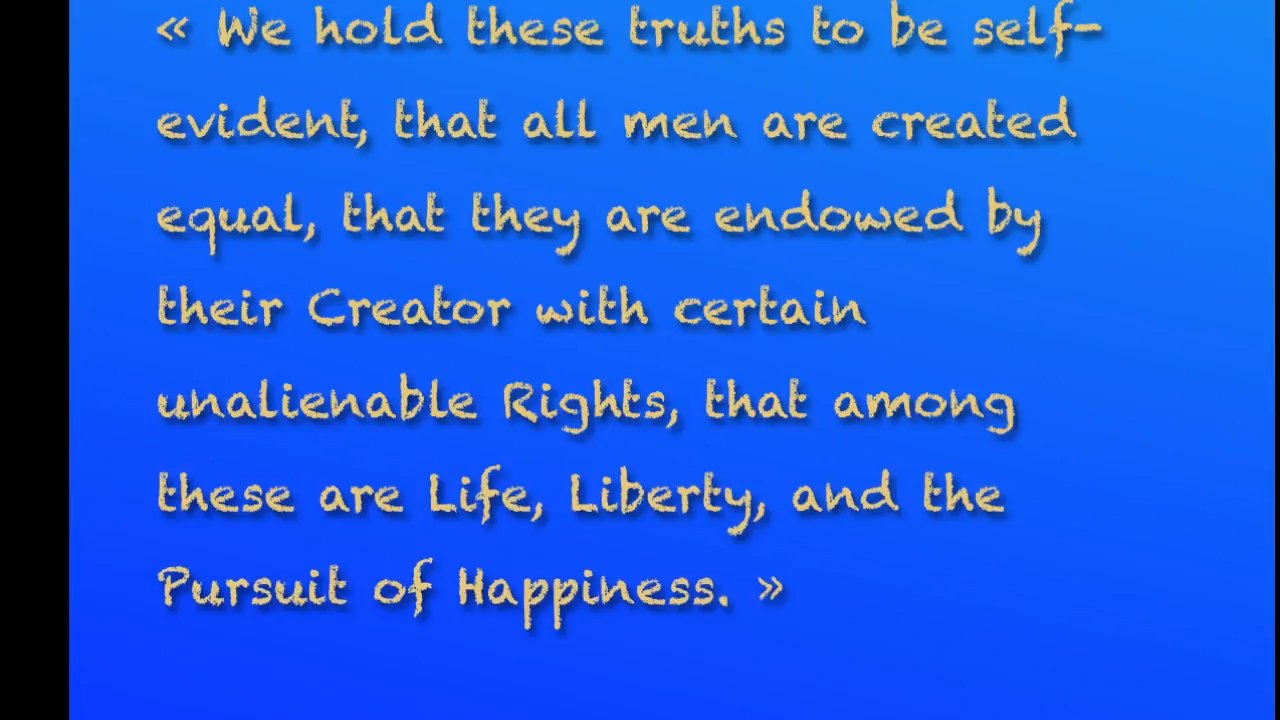 « We hold these truths to be self-
evident, that all men are created
equal, that they are endowed by
their Creator with certain
unalienable Rights, that among
these are Life, Liberty, and the
Pursuit of Happiness. »